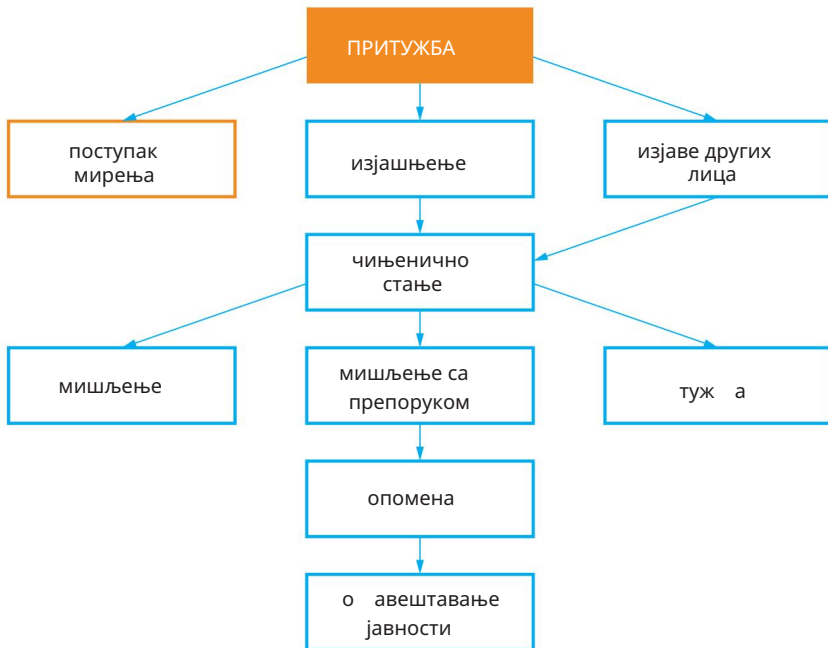 ПРИТУЖБА
поступак
мирења
изјашњење
изјаве других
лица
чињенично
стање
мишљење
мишљење са
препоруком
туж а
опомена
о авештавање
јавности